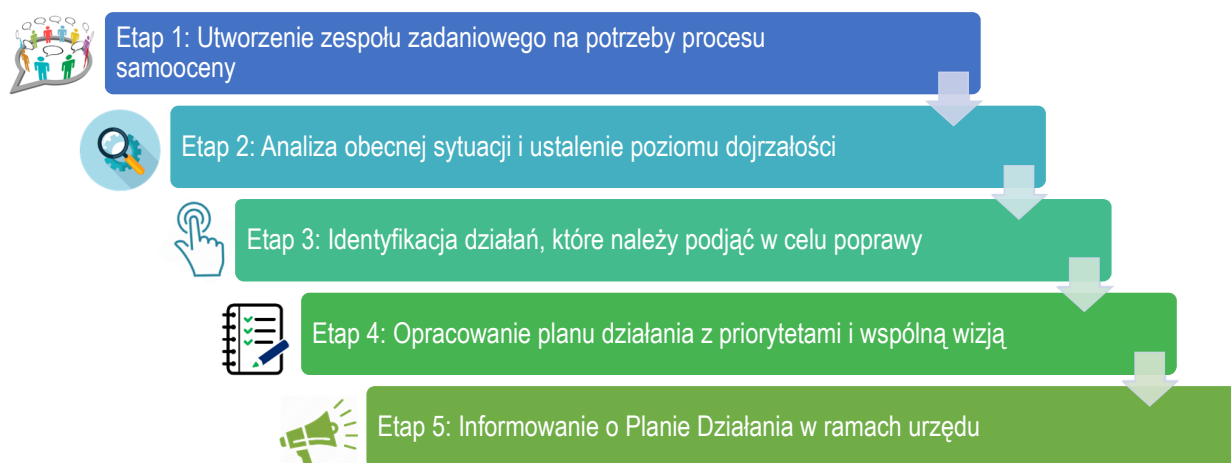 Etap 1: Utworzenie zespołu zadaniowego na potrzeby procesu
samooceny
Etap 2: Analiza obecnej sytuacji i ustalenie poziomu dojrzałości
Etap 3: Identyfikacja działań, które należy podjąć w celu poprawy
Etap 4: Opracowanie planu działania z priorytetami i wspólną wizją
Etap 5: Informowanie o Planie Działania w ramach urzędu